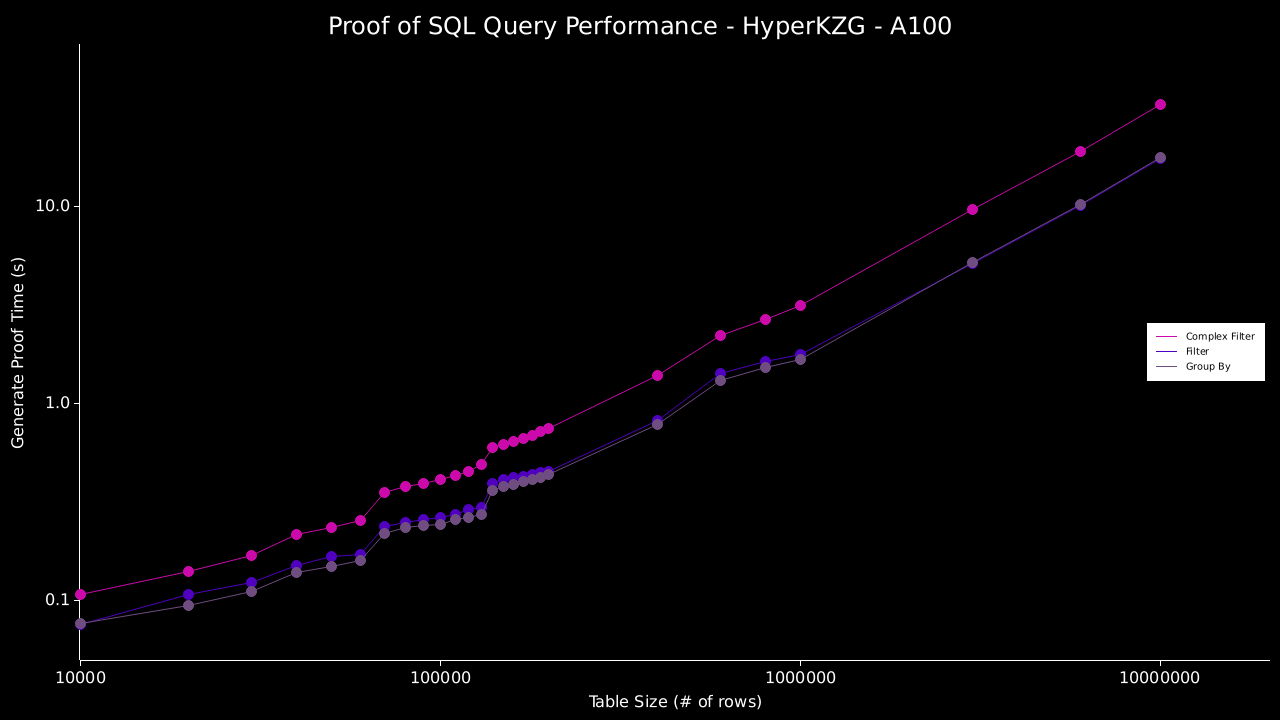 Proof of SQL Query Performance - HyperKZG - A100
Generate Proof Time (s)
10.0
1.0
0.1
10000
100000
1000000
10000000
Table Size (# of rows)
Complex Filter
Filter
Group By